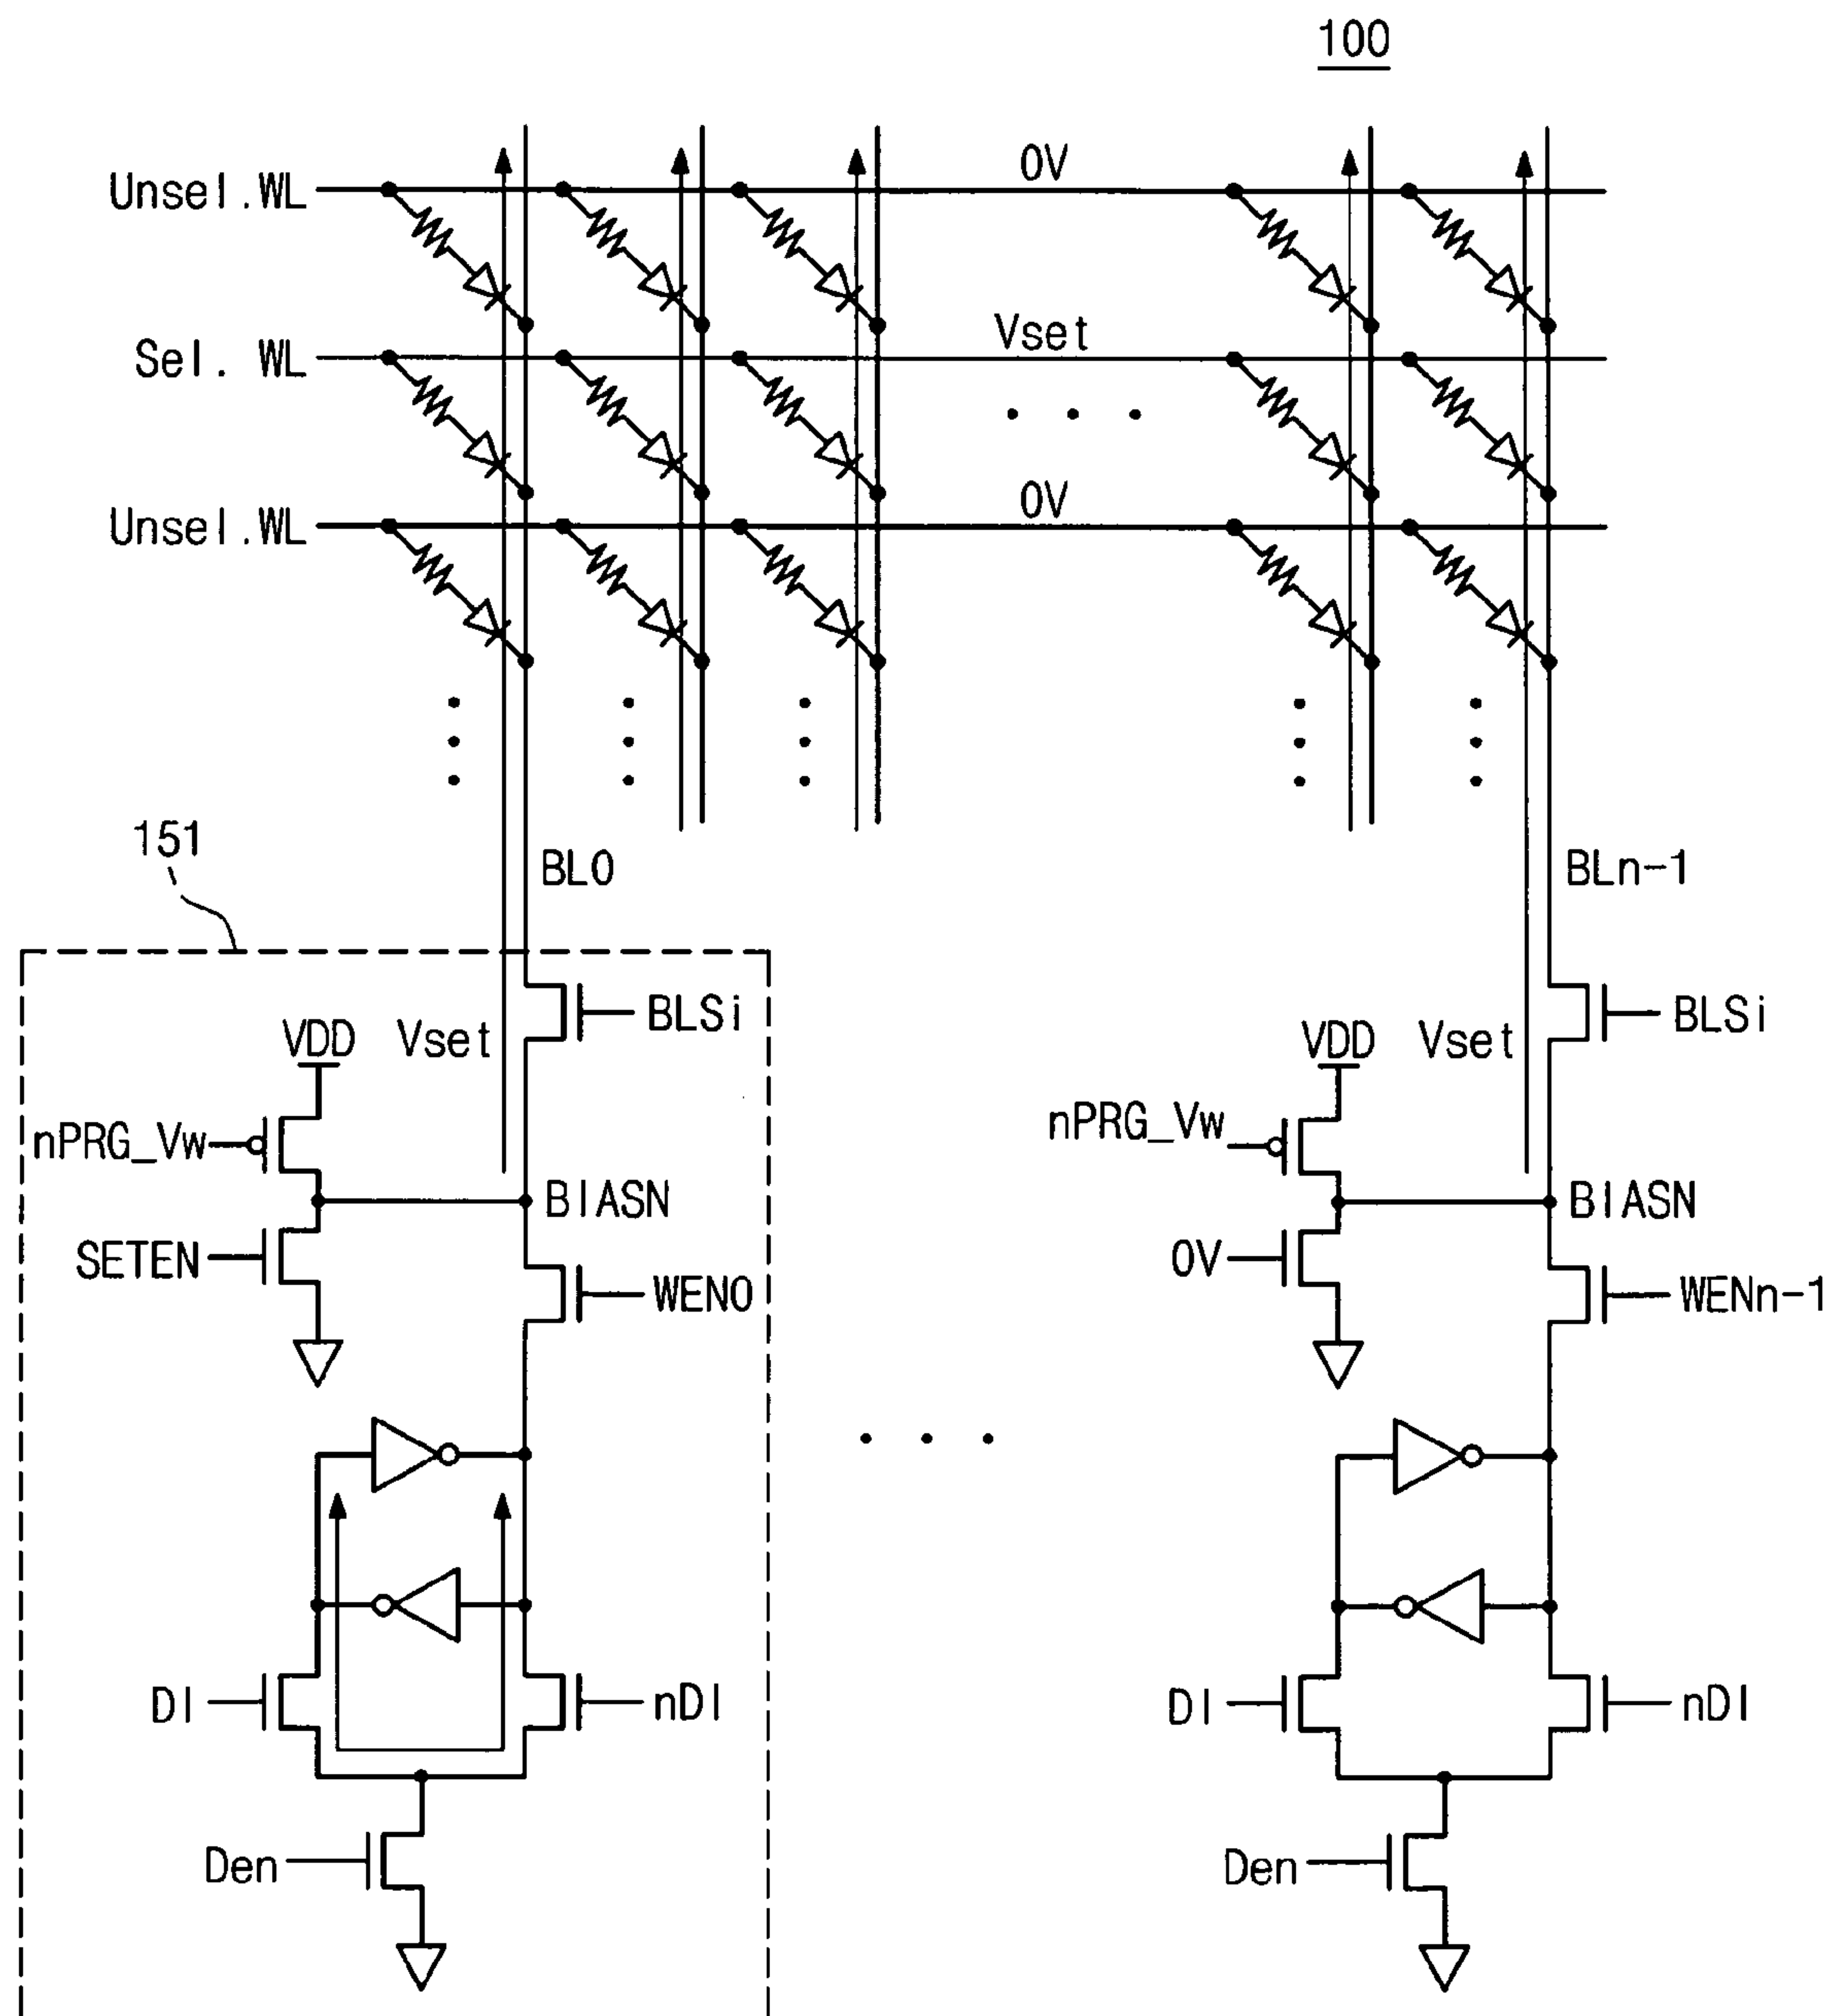 100
Unsel.WL
0V
Sel. WL
Vset
Unsel.WL
0V
151
BL0
BLn-1
BLSi
BLSi
VDD
Vset
VDD
Vset
nPRG_Vw
nPRG_Vw
BIASN
BIASN
SETEN
0V
WEN0
WENn-1
DI
nDI
DI
nDI
Den
Den